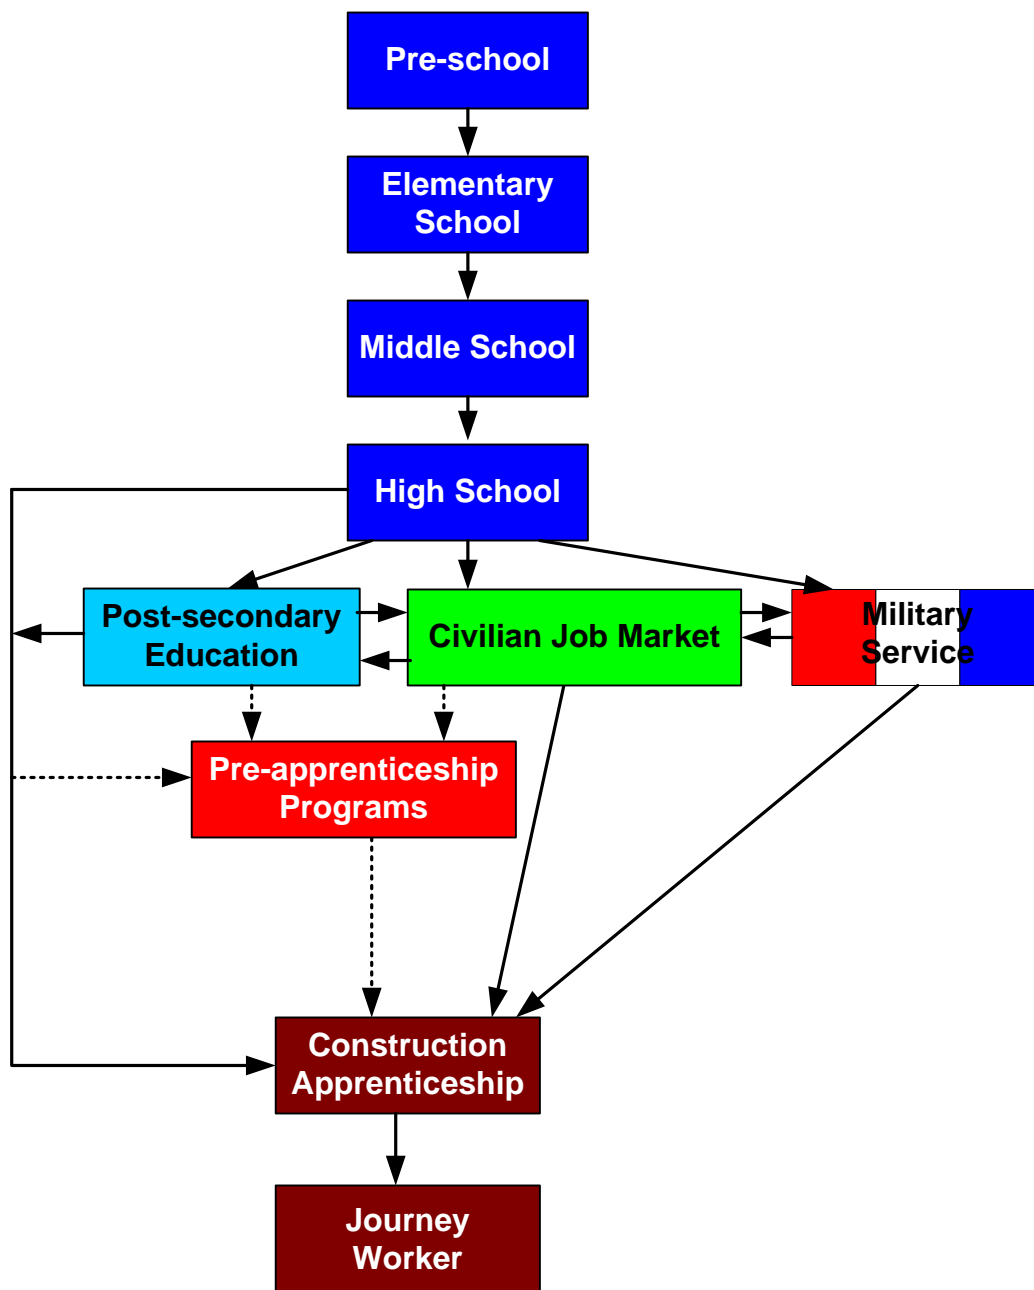 Pre-school
Elementary
School
Middle School
High School
Post-secondary
Education
Civilian Job Market
Military
Service
Pre-apprenticeship
Programs
Construction
Apprenticeship
Journey
Worker